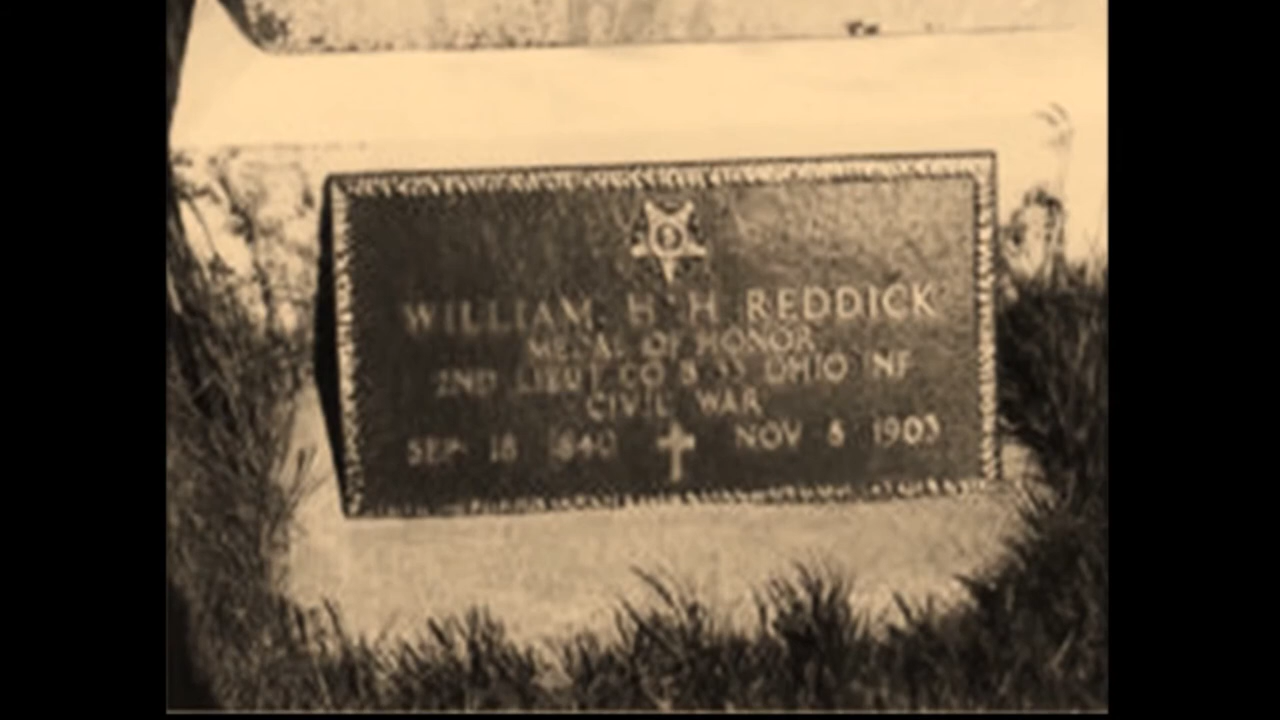 WILLIAM H H REDDICK
MEDAL OF HONOR
2ND LIEUT CO B 33 OHIO INF
CIVIL WAR
SEP 18 1840 NOV 8 1903